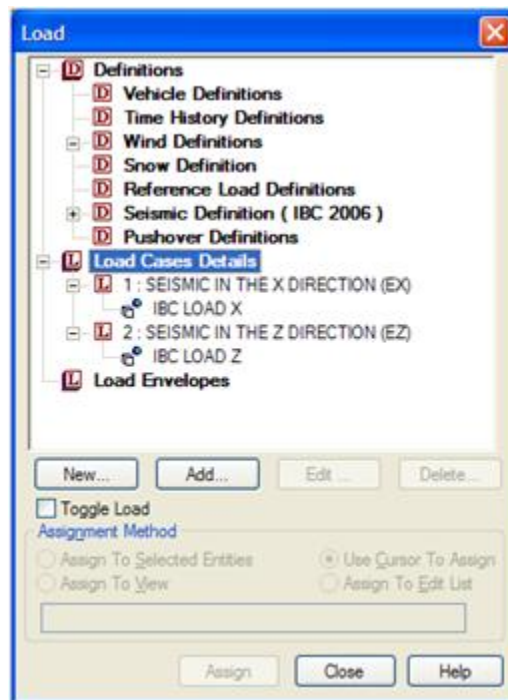 Load
D Definitions
D Vehicle Definitions
D Time History Definitions
D Wind Definitions
D Snow Definition
D Reference Load Definitions
D Seismic Definition ( IBC 2006 )
D Pushover Definitions
L Load Cases Details
L 1 : SEISMIC IN THE X DIRECTION (EX)
IBC LOAD X
L 2 : SEISMIC IN THE Z DIRECTION (EZ)
IBC LOAD Z
L Load Envelopes
New... Add... Edit ... Delete...
Toggle Load
Assignment Method
Assign To Selected Entities Use Cursor To Assign
Assign To View Assign To Edit List
Assign Close Help